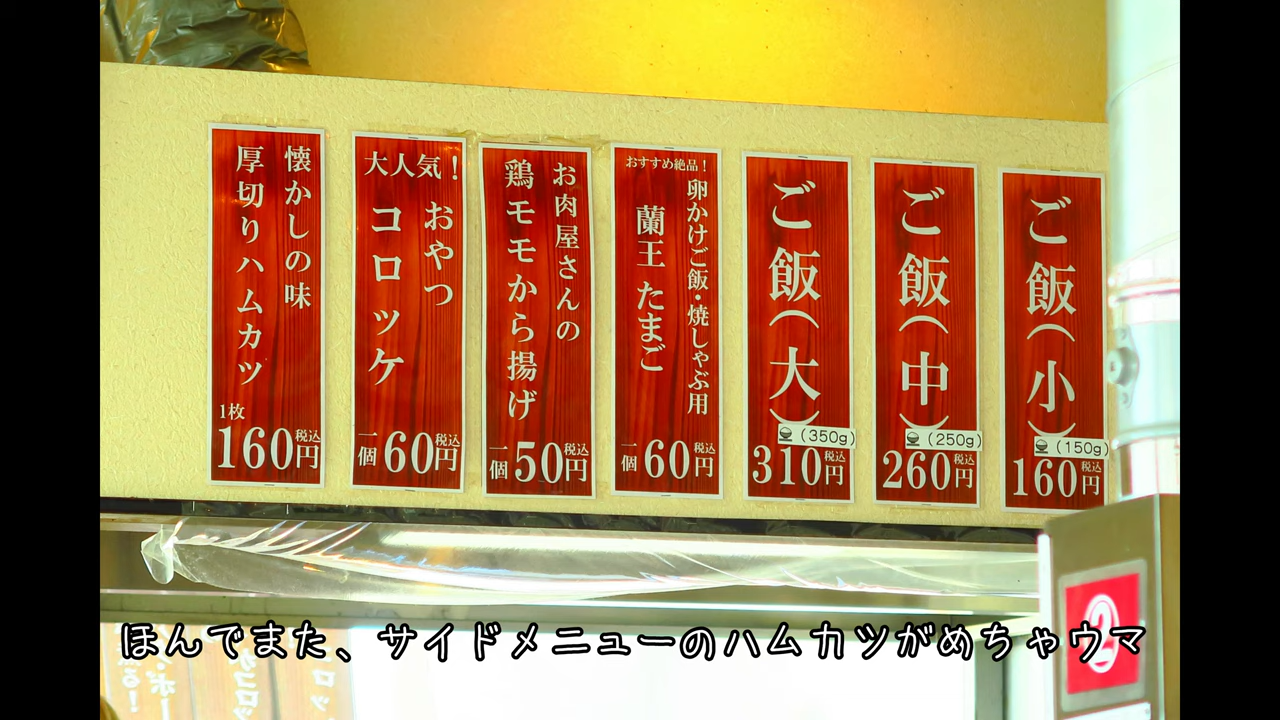 懐かしの味
厚切りハムカツ
1枚
160円
税込
大人気！
おやつ
コロッケ
一個
60円
税込
お肉屋さんの
鶏モモから揚げ
一個
50円
税込
おすすめ絶品！
卵かけご飯・焼しゃぶ用
蘭王 たまご
一個
60円
税込
ご飯(大)
(350g)
310円
税込
ご飯(中)
(250g)
260円
税込
ご飯(小)
(150g)
160円
税込
2
ほんでまた、サイドメニューのハムカツがめちゃウマ